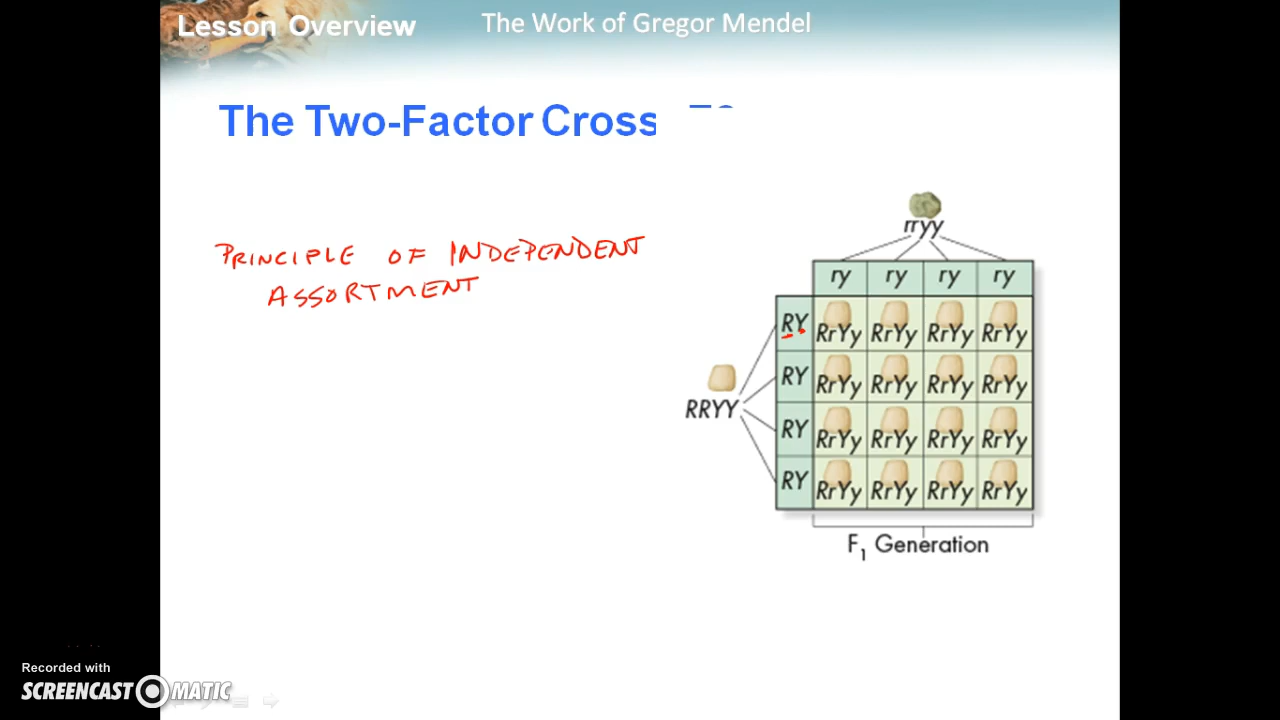 Lesson Overview
The Work of Gregor Mendel
The Two-Factor Cross
PRINCIPLE OF INDEPENDENT
ASSORTMENT
rryy
ry ry ry ry
RY RrYy RrYy RrYy RrYy
RY RrYy RrYy RrYy RrYy
RRYY
RY RrYy RrYy RrYy RrYy
RY RrYy RrYy RrYy RrYy
F1 Generation
Recorded with
SCREENCAST MATIC